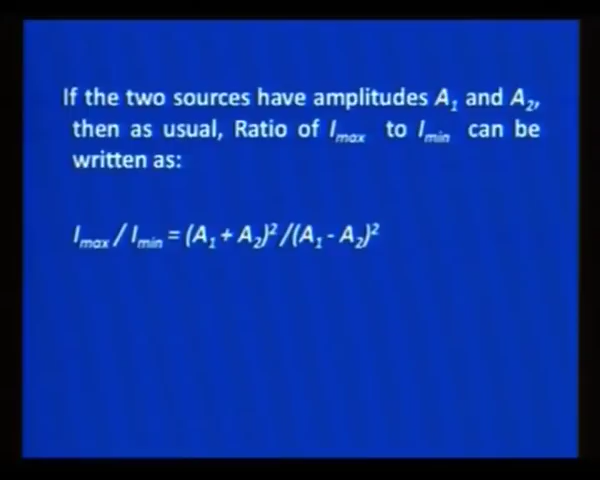 If the two sources have amplitudes A₁ and A₂,
then as usual, Ratio of Iₘₐₓ to Iₘᵢₙ can be
written as:
Iₘₐₓ / Iₘᵢₙ = (A₁ + A₂)² /(A₁ - A₂)²